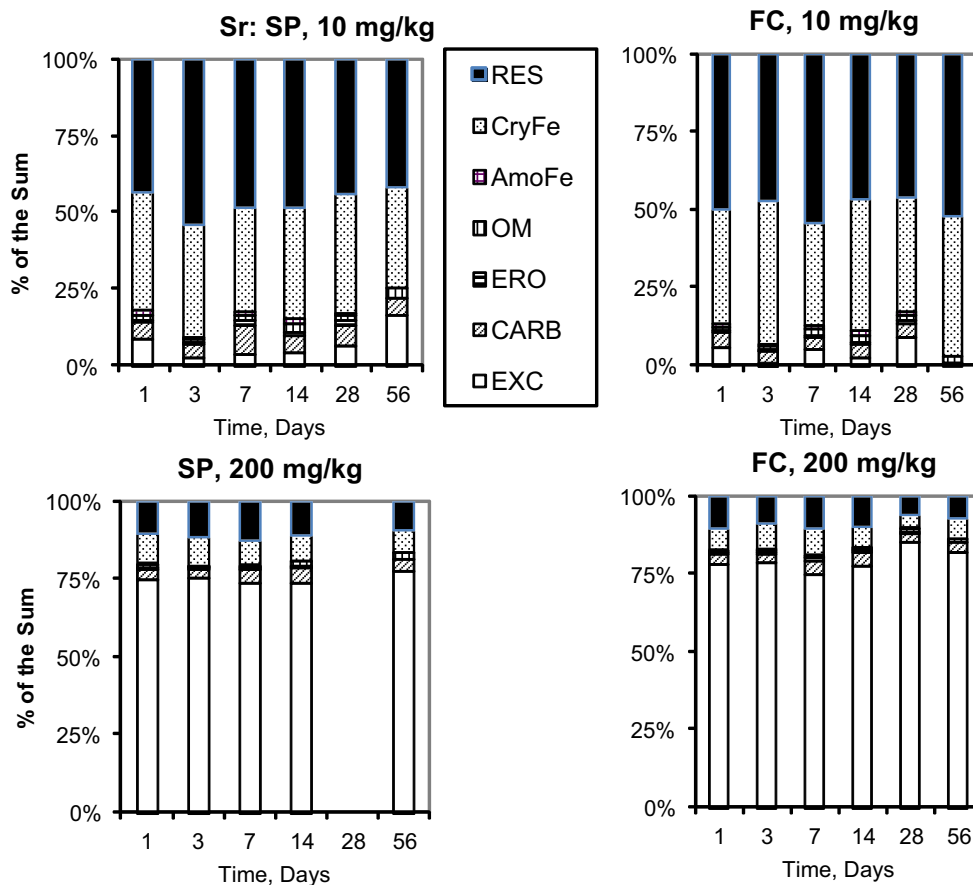 Sr: SP, 10 mg/kg
% of the Sum
100%
75%
50%
25%
0%
1 3 7 14 28 56
Time, Days
RES
CryFe
AmoFe
OM
ERO
CARB
EXC
FC, 10 mg/kg
100%
75%
50%
25%
0%
1 3 7 14 28 56
Time, Days
SP, 200 mg/kg
% of the Sum
100%
75%
50%
25%
0%
1 3 7 14 28 56
Time, Days
FC, 200 mg/kg
100%
75%
50%
25%
0%
1 3 7 14 28 56
Time, Days